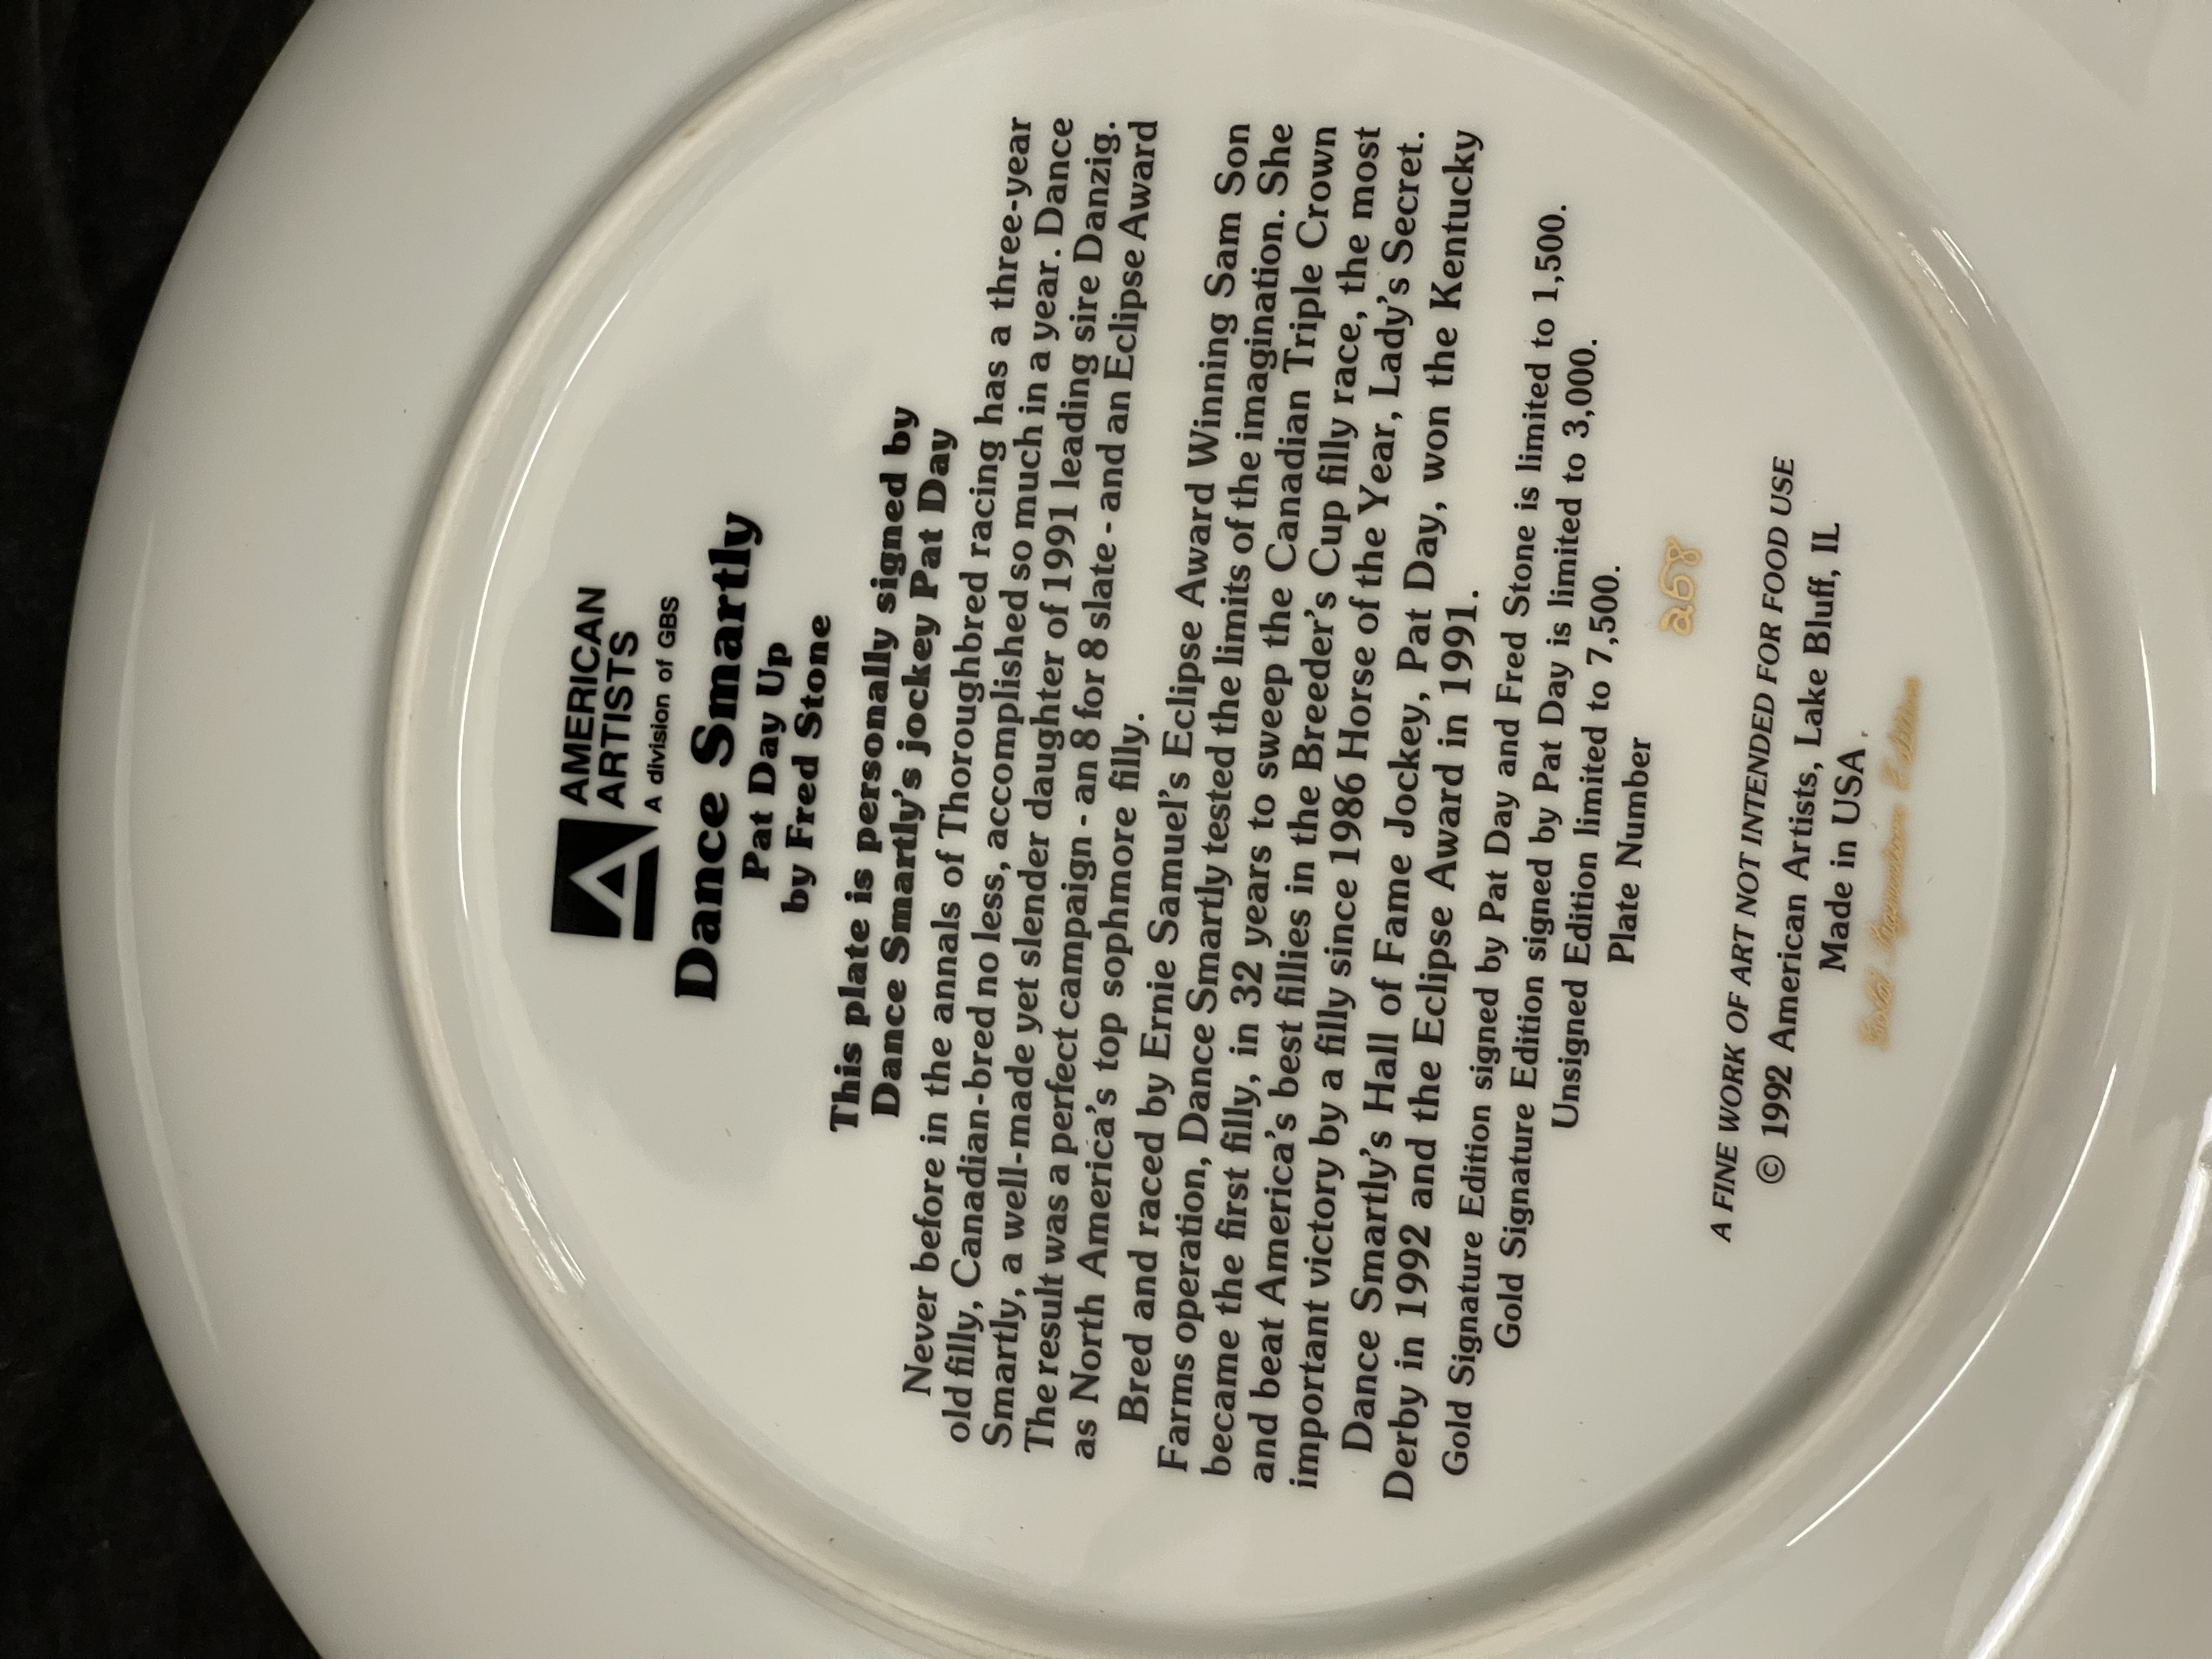 AMERICAN
ARTISTS
A division of GBS
Dance Smartly
Pat Day Up
by Fred Stone
This plate is personally signed by
Dance Smartly's jockey Pat Day
Never before in the annals of Thoroughbred racing has a three-year
old filly, Canadian-bred no less, accomplished so much in a year. Dance
Smartly, a well-made yet slender daughter of 1991 leading sire Danzig.
The result was a perfect campaign - an 8 for 8 slate - and an Eclipse Award
as North America's top sophmore filly.
Bred and raced by Ernie Samuel's Eclipse Award Winning Sam Son
Farms operation, Dance Smartly tested the limits of the imagination. She
became the first filly, in 32 years to sweep the Canadian Triple Crown
and beat America's best fillies in the Breeder's Cup filly race, the most
important victory by a filly since 1986 Horse of the Year, Lady's Secret.
Dance Smartly's Hall of Fame Jockey, Pat Day, won the Kentucky
Derby in 1992 and the Eclipse Award in 1991.
Gold Signature Edition signed by Pat Day and Fred Stone is limited to 1,500.
Gold Signature Edition signed by Pat Day is limited to 3,000.
Unsigned Edition limited to 7,500.
Plate Number
268
A FINE WORK OF ART NOT INTENDED FOR FOOD USE
© 1992 American Artists, Lake Bluff, IL
Made in USA.
Gold Signature Edition